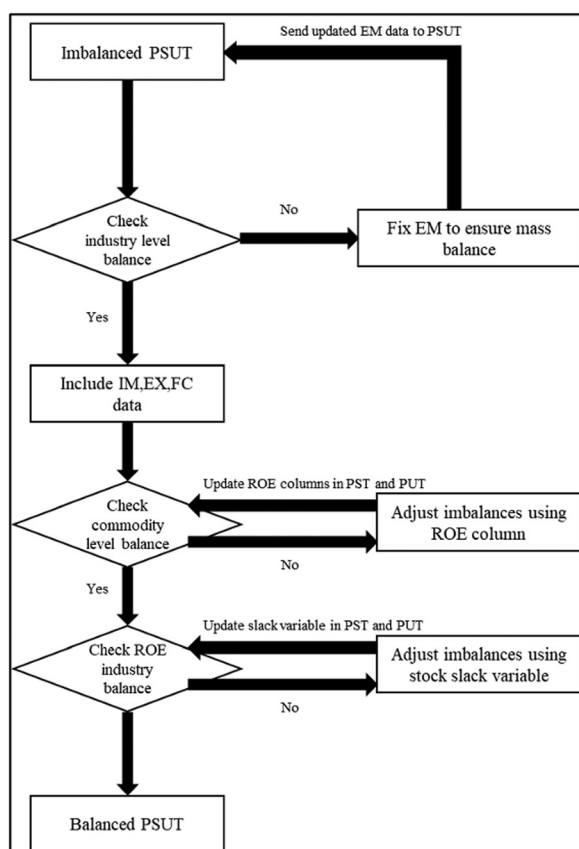 Send updated EM data to PSUT
Imbalanced PSUT
Check
industry level
balance
No
Fix EM to ensure mass
balance
Yes
Include IM,EX,FC
data
Update ROE columns in PST and PUT
Check
commodity
level balance
Adjust imbalances using
ROE column
No
Yes
Update slack variable in PST and PUT
Check ROE
industry
balance
Adjust imbalances using
stock slack variable
No
Balanced PSUT